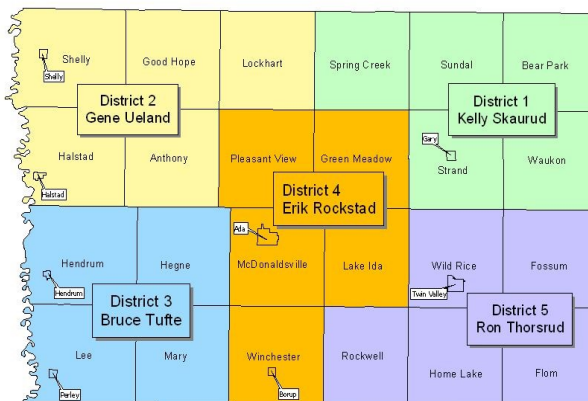 Shelly
Good Hope
Lockhart
Spring Creek
Sundal
Bear Park
Shelly
District 2
Gene Ueland
District 1
Kelly Skaurud
Halstad
Anthony
Pleasant View
Green Meadow
Gary
Strand
Waukon
Halstad
District 4
Erik Rockstad
Ada
Hendrum
Hegne
McDonaldsville
Lake Ida
Wild Rice
Fossum
Hendrum
Twin Valley
District 3
Bruce Tufte
District 5
Ron Thorsrud
Lee
Mary
Winchester
Rockwell
Home Lake
Flom
Perley
Borup